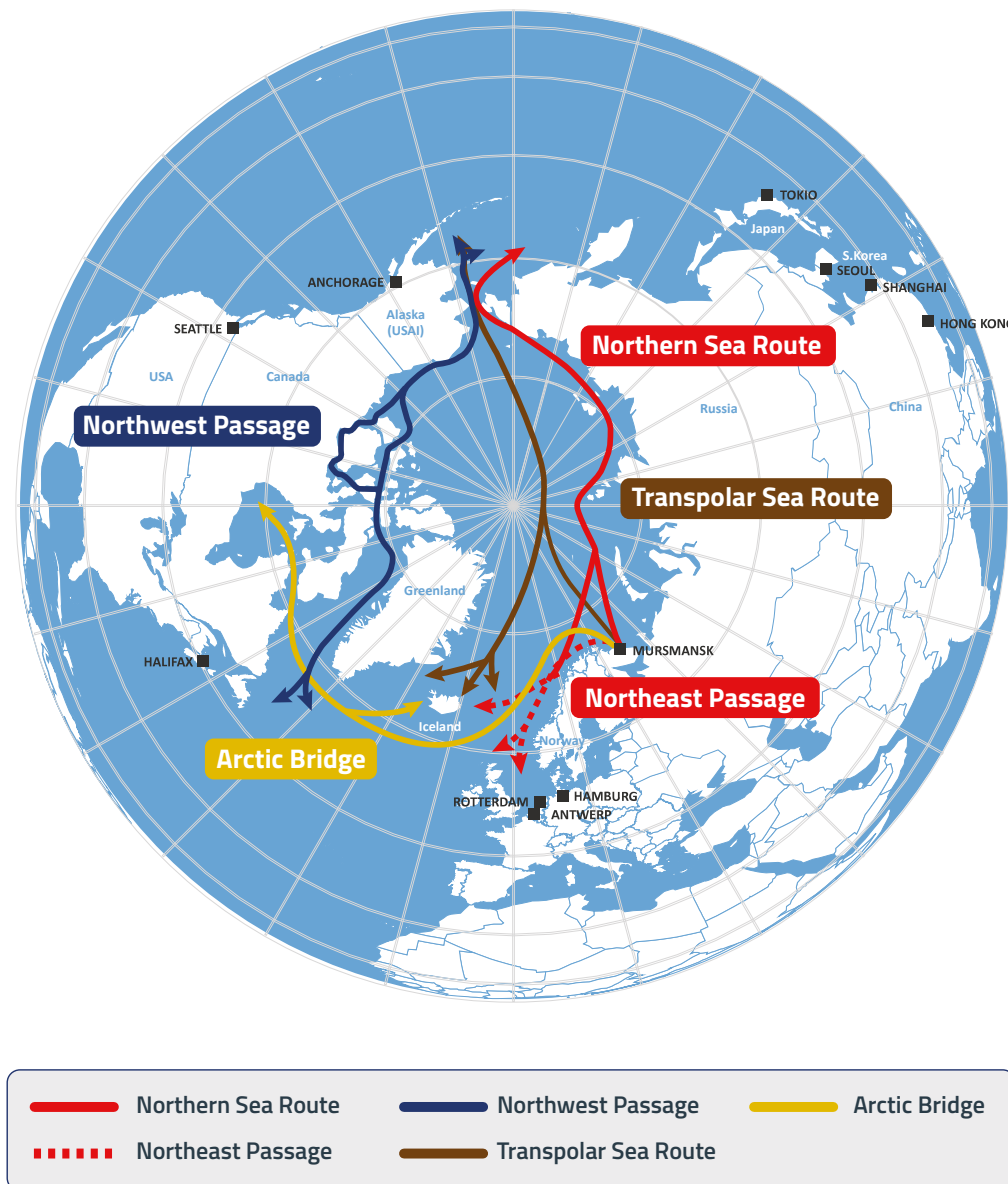 TOKIO
Japan
S.Korea
SEOUL
ANCHORAGE
SHANGHAI
Alaska
(USAI)
HONG KONG
SEATTLE
Northern Sea Route
USA
Canada
Russia
China
Northwest Passage
Transpolar Sea Route
Greenland
MURSMANSK
HALIFAX
Northeast Passage
Iceland
Norway
Arctic Bridge
ROTTERDAM
HAMBURG
ANTWERP
Northern Sea Route
Northwest Passage
Arctic Bridge
Northeast Passage
Transpolar Sea Route